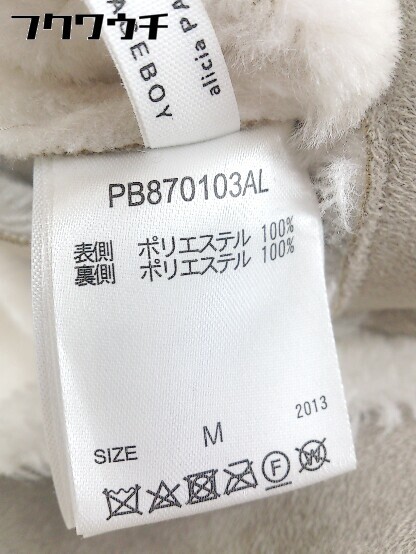 フクワウチ
alicia PA
ADEBOY
PB870103AL
表側 ポリエステル 100%
裏側 ポリエステル 100%
SIZE M 2013
F W